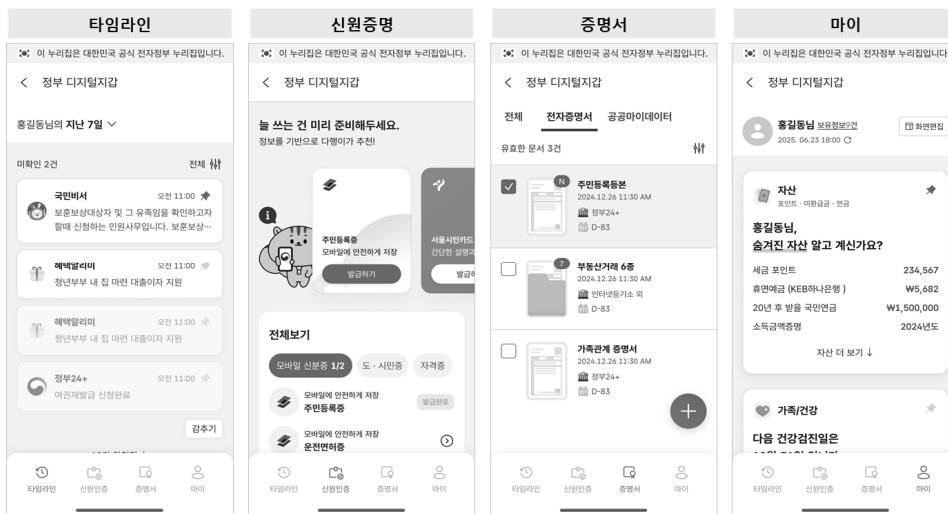 타임라인
이 누리집은 대한민국 공식 전자정부 누리집입니다.
정부 디지털지갑
홍길동님의 지난 7일
미확인 2건
전체
국민비서
오전 11:00
보훈보상대상자 및 그 유족임을 확인하고자
할때 신청하는 민원사무입니다. 보훈보상…
혜택알리미
오전 11:00
청년부부 내 집 마련 대출이자 지원
혜택알리미
오전 11:00
청년부부 내 집 마련 대출이자 지원
정부24+
오전 11:00
여권재발급 신청완료
감추기
타임라인
신원인증
증명서
마이
신원증명
이 누리집은 대한민국 공식 전자정부 누리집입니다.
정부 디지털지갑
늘 쓰는 건 미리 준비해두세요.
정보를 기반으로 다행이가 추천!
주민등록증
모바일에 안전하게 저장
발급하기
서울시민카드
간단한 설명과
발급하
전체보기
모바일 신분증 1/2
도 · 시민증
자격증
모바일에 안전하게 저장
주민등록증
발급완료
모바일에 안전하게 저장
운전면허증
타임라인
신원인증
증명서
마이
증명서
이 누리집은 대한민국 공식 전자정부 누리집입니다.
정부 디지털지갑
전체
전자증명서
공공마이데이터
유효한 문서 3건
N
주민등록등본
2024.12.26 11:30 AM
정부24+
D-83
7
부동산거래 6종
2024.12.26 11:30 AM
인터넷등기소 외
D-83
가족관계 증명서
2024.12.26 11:30 AM
정부24+
D-83
타임라인
신원인증
증명서
마이
마이
이 누리집은 대한민국 공식 전자정부 누리집입니다
정부 디지털지갑
홍길동님 보유정보9건
화면편집
2025. 06.23 18:00
자산
포인트 · 미환급금 · 연금
홍길동님,
숨겨진 자산 알고 계신가요?
세금 포인트
234,567
휴면예금 (KEB하나은행 )
₩5,682
20년 후 받을 국민연금
₩1,500,000
소득금액증명
2024년도
자산 더 보기 ↓
가족/건강
다음 건강검진일은
타임라인
신원인증
증명서
마이